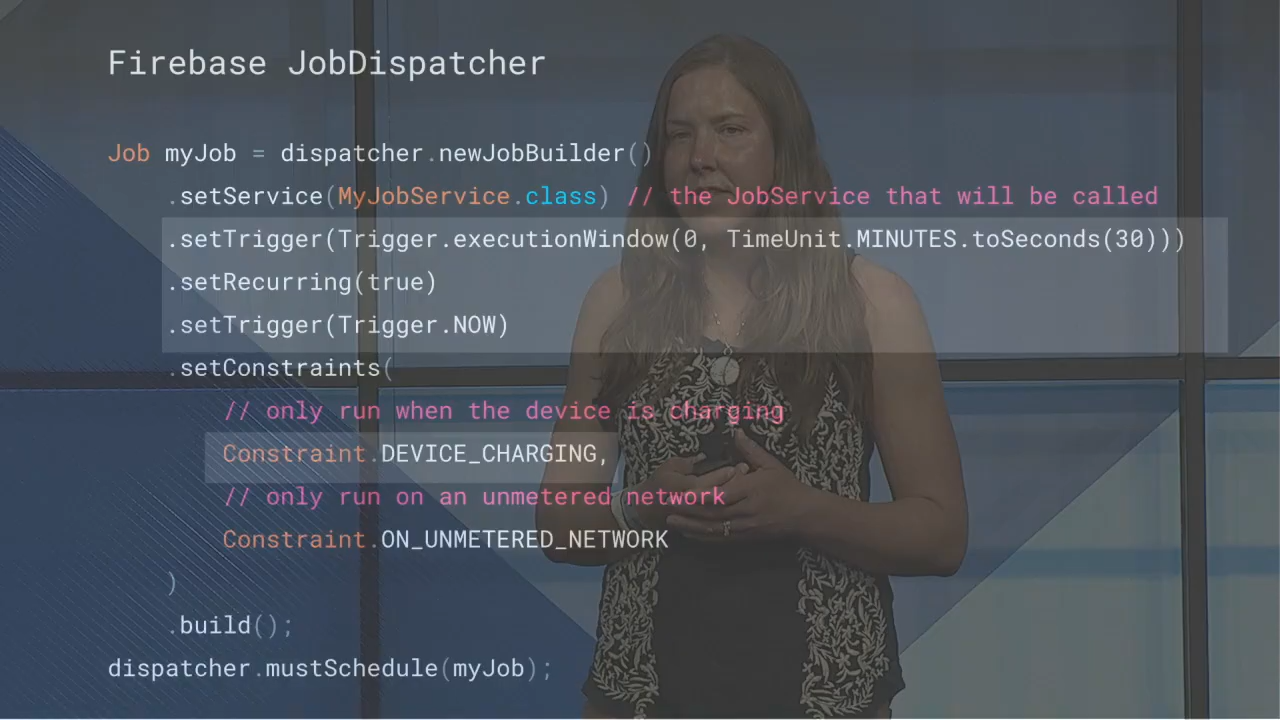 Firebase JobDispatcher
Job myJob = dispatcher.newJobBuilder()
.setService(MyJobService.class) // the JobService that will be called
.setTrigger(Trigger.executionWindow(0, TimeUnit.MINUTES.toSeconds(30)))
.setRecurring(true)
.setTrigger(Trigger.NOW)
.setConstraints(
// only run when the device is charging
Constraint.DEVICE_CHARGING,
// only run on an unmetered network
Constraint.ON_UNMETERED_NETWORK
)
.build();
dispatcher.mustSchedule(myJob);